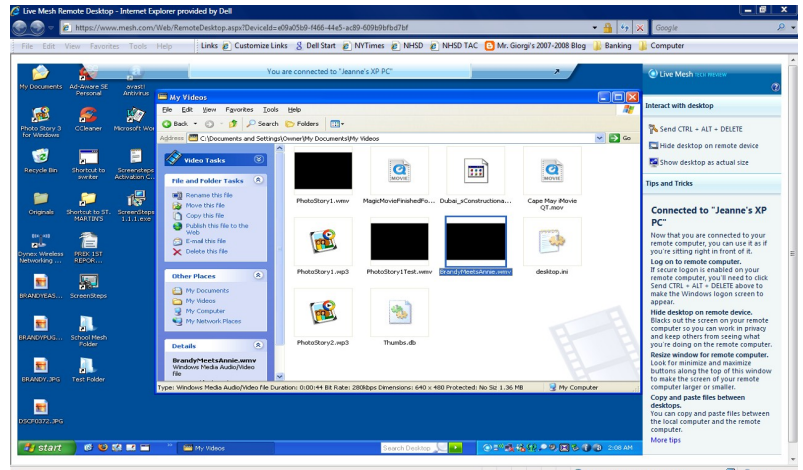 Live Mesh Remote Desktop - Internet Explorer provided by Dell
https://www.mesh.com/Web/RemoteDesktop.aspx?DeviceId=e09a05b9-f466-44e5-ac89-609b9bfbd7bf
Google
File Edit View Favorites Tools Help
Links Customize Links Dell Start NYTimes NHSD NHSD TAC Mr. Giorgi's 2007-2008 Blog Banking Computer
You are connected to "Jeanne's XP PC"
My Documents
Ad-Aware SE Personal
avast! Antivirus
Photo Story 3 for Windows
CCleaner
Microsoft Wor
Recycle Bin
Shortcut to swriter
Screensteps Activation C...
Originals
Shortcut to ST. MARTIN'S
ScreenSteps 1.1.1.exe
Dynex Wireless Networking ...
PREK 1ST REPOR...
BRANDYEAS...
ScreenSteps
BRANDYPUG...
School Mesh Folder
BRANDY.JPG
Test Folder
DSCF0372.JPG
My Videos
File Edit View Favorites Tools Help
Back Search Folders
Address C:\Documents and Settings\Owner\My Documents\My Videos Go
Video Tasks
File and Folder Tasks
Rename this file
Move this file
Copy this file
Publish this file to the Web
E-mail this file
Delete this file
Other Places
My Documents
My Videos
My Computer
My Network Places
Details
BrandyMeetsAnnie.wmv
Windows Media Audio/Video file
PhotoStory1.wmv
MOVIE
MagicMovieFinishedFo...
Dubai_sConstructiona...
MOVIE
Cape May iMovie QT.mov
PhotoStory1.wp3
PhotoStory1Test.wmv
BrandyMeetsAnnie.wmv
desktop.ini
PhotoStory2.wp3
Thumbs.db
Type: Windows Media Audio/Video file Duration: 0:00:44 Bit Rate: 280kbps Dimensions: 640 x 480 Protected: No Siz 1.36 MB My Computer
start
My Videos
Search Desktop
2:08 AM
Live Mesh TECH PREVIEW
Interact with desktop
Send CTRL + ALT + DELETE
Hide desktop on remote device
Show desktop as actual size
Tips and Tricks
Connected to "Jeanne's XP
PC"
Now that you are connected to your
remote computer, you can use it as if
you're sitting right in front of it.
Log on to remote computer.
If secure logon is enabled on your
remote computer, you'll need to click
Send CTRL + ALT + DELETE above to
make the Windows logon screen to
appear.
Hide desktop on remote device.
Blacks out the screen on your remote
computer so you can work in privacy
and keep others from seeing what
you're doing on the remote computer.
Resize window for remote computer.
Look for minimize and maximize
buttons along the top of this window
to make the screen of your remote
computer larger or smaller.
Copy and paste files between
desktops.
You can copy and paste files between
the local computer and the remote
computer.
More tips